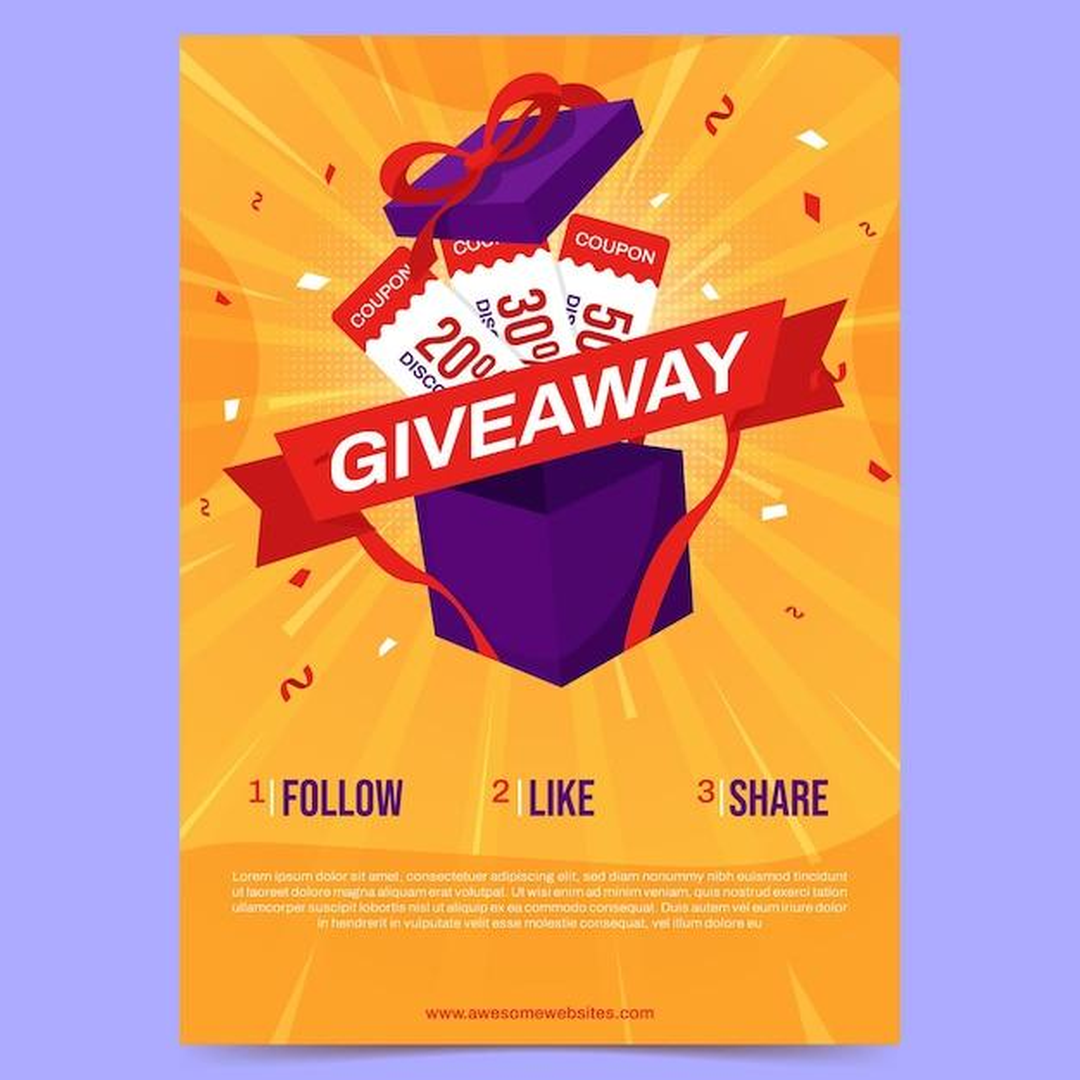 COUPON
COUPON
20%
30%
50
DISCO
GIVEAWAY
1 FOLLOW
2 LIKE
3 SHARE
Lorem ipsum dolor sit amet, consectetuer adipiscing elit, sed diam nonummy nibh euismod tincidunt
ut laoreet dolore magna aliquam erat volutpat. Ut wisi enim ad minim veniam, quis nostrud exerci tation
ullamcorper suscipit lobortis nisl ut aliquip ex ea commodo consequat. Duis autem vel eum iriure dolor
in hendrerit in vulputate velit esse molestie consequat, vel illum dolore eu
www.awesomewebsites.com